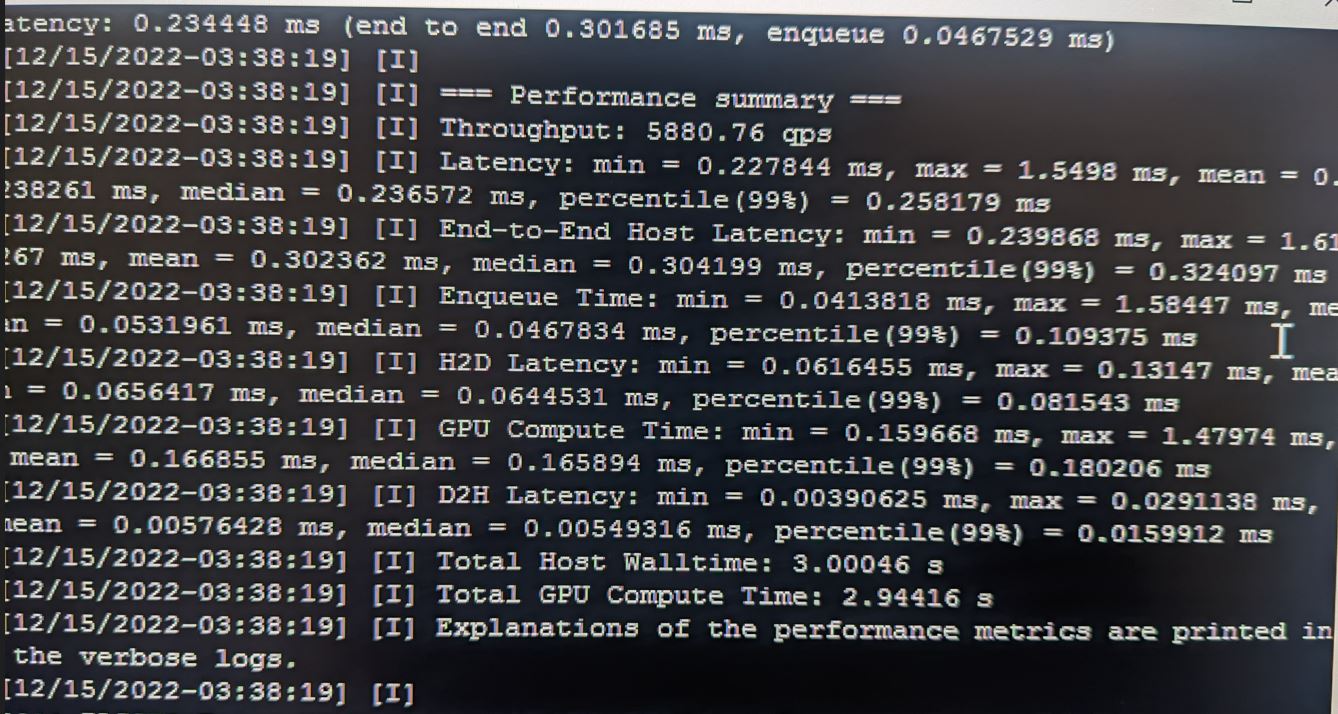 atency: 0.234448 ms (end to end 0.301685 ms, enqueue 0.0467529 ms)
[12/15/2022-03:38:19] [I]
[12/15/2022-03:38:19] [I] === Performance summary ===
[12/15/2022-03:38:19] [I] Throughput: 5880.76 qps
[12/15/2022-03:38:19] [I] Latency: min = 0.227844 ms, max = 1.5498 ms, mean = 0.
238261 ms, median = 0.236572 ms, percentile(99%) = 0.258179 ms
[12/15/2022-03:38:19] [I] End-to-End Host Latency: min = 0.239868 ms, max = 1.61
267 ms, mean = 0.302362 ms, median = 0.304199 ms, percentile(99%) = 0.324097 ms
[12/15/2022-03:38:19] [I] Enqueue Time: min = 0.0413818 ms, max = 1.58447 ms, me
an = 0.0531961 ms, median = 0.0467834 ms, percentile(99%) = 0.109375 ms
[12/15/2022-03:38:19] [I] H2D Latency: min = 0.0616455 ms, max = 0.13147 ms, mea
n = 0.0656417 ms, median = 0.0644531 ms, percentile(99%) = 0.081543 ms
[12/15/2022-03:38:19] [I] GPU Compute Time: min = 0.159668 ms, max = 1.47974 ms,
mean = 0.166855 ms, median = 0.165894 ms, percentile(99%) = 0.180206 ms
[12/15/2022-03:38:19] [I] D2H Latency: min = 0.00390625 ms, max = 0.0291138 ms,
mean = 0.00576428 ms, median = 0.00549316 ms, percentile(99%) = 0.0159912 ms
[12/15/2022-03:38:19] [I] Total Host Walltime: 3.00046 s
[12/15/2022-03:38:19] [I] Total GPU Compute Time: 2.94416 s
[12/15/2022-03:38:19] [I] Explanations of the performance metrics are printed in
the verbose logs.
[12/15/2022-03:38:19] [I]